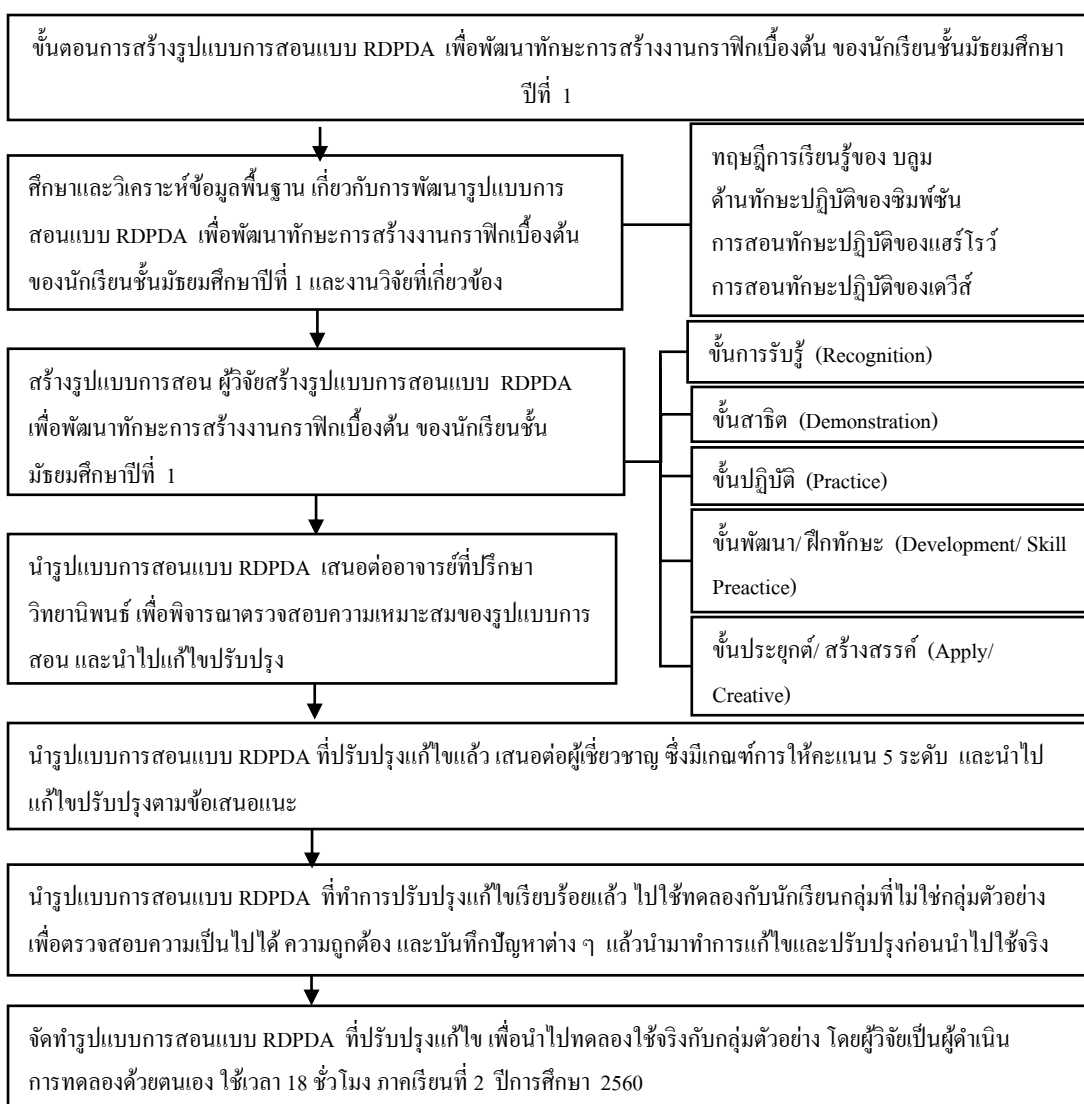 ขั้นตอนการสร้างรูปแบบการสอนแบบ RDPDA เพื่อพัฒนาทักษะการสร้างงานกราฟิกเบื้องต้น ของนักเรียนชั้นมัธยมศึกษา
ปีที่ 1
ศึกษาและวิเคราะห์ข้อมูลพื้นฐาน เกี่ยวกับการพัฒนารูปแบบการ
สอนแบบ RDPDA เพื่อพัฒนาทักษะการสร้างงานกราฟิกเบื้องต้น
ของนักเรียนชั้นมัธยมศึกษาปีที่ 1 และงานวิจัยที่เกี่ยวข้อง
ทฤษฎีการเรียนรู้ของ บลูม
ด้านทักษะปฏิบัติของซิมพ์ซัน
การสอนทักษะปฏิบัติของแฮร์โรว์
การสอนทักษะปฏิบัติของเดวีส์
สร้างรูปแบบการสอน ผู้วิจัยสร้างรูปแบบการสอนแบบ RDPDA
เพื่อพัฒนาทักษะการสร้างงานกราฟิกเบื้องต้น ของนักเรียนชั้น
มัธยมศึกษาปีที่ 1
ขั้นการรับรู้ (Recognition)
ขั้นสาธิต (Demonstration)
ขั้นปฏิบัติ (Practice)
ขั้นพัฒนา/ ฝึกทักษะ (Development/ Skill
Preactice)
ขั้นประยุกต์/ สร้างสรรค์ (Apply/
Creative)
นำรูปแบบการสอนแบบ RDPDA เสนอต่ออาจารย์ที่ปรึกษา
วิทยานิพนธ์ เพื่อพิจารณาตรวจสอบความเหมาะสมของรูปแบบการ
สอน และนำไปแก้ไขปรับปรุง
นำรูปแบบการสอนแบบ RDPDA ที่ปรับปรุงแก้ไขแล้ว เสนอต่อผู้เชี่ยวชาญ ซึ่งมีเกณฑ์การให้คะแนน 5 ระดับ และนำไป
แก้ไขปรับปรุงตามข้อเสนอแนะ
นำรูปแบบการสอนแบบ RDPDA ที่ทำการปรับปรุงแก้ไขเรียบร้อยแล้ว ไปใช้ทดลองกับนักเรียนกลุ่มที่ไม่ใช่กลุ่มตัวอย่าง
เพื่อตรวจสอบความเป็นไปได้ ความถูกต้อง และบันทึกปัญหาต่าง ๆ แล้วนำมาทำการแก้ไขและปรับปรุงก่อนนำไปใช้จริง
จัดทำรูปแบบการสอนแบบ RDPDA ที่ปรับปรุงแก้ไข เพื่อนำไปทดลองใช้จริงกับกลุ่มตัวอย่าง โดยผู้วิจัยเป็นผู้ดำเนิน
การทดลองด้วยตนเอง ใช้เวลา 18 ชั่วโมง ภาคเรียนที่ 2 ปีการศึกษา 2560